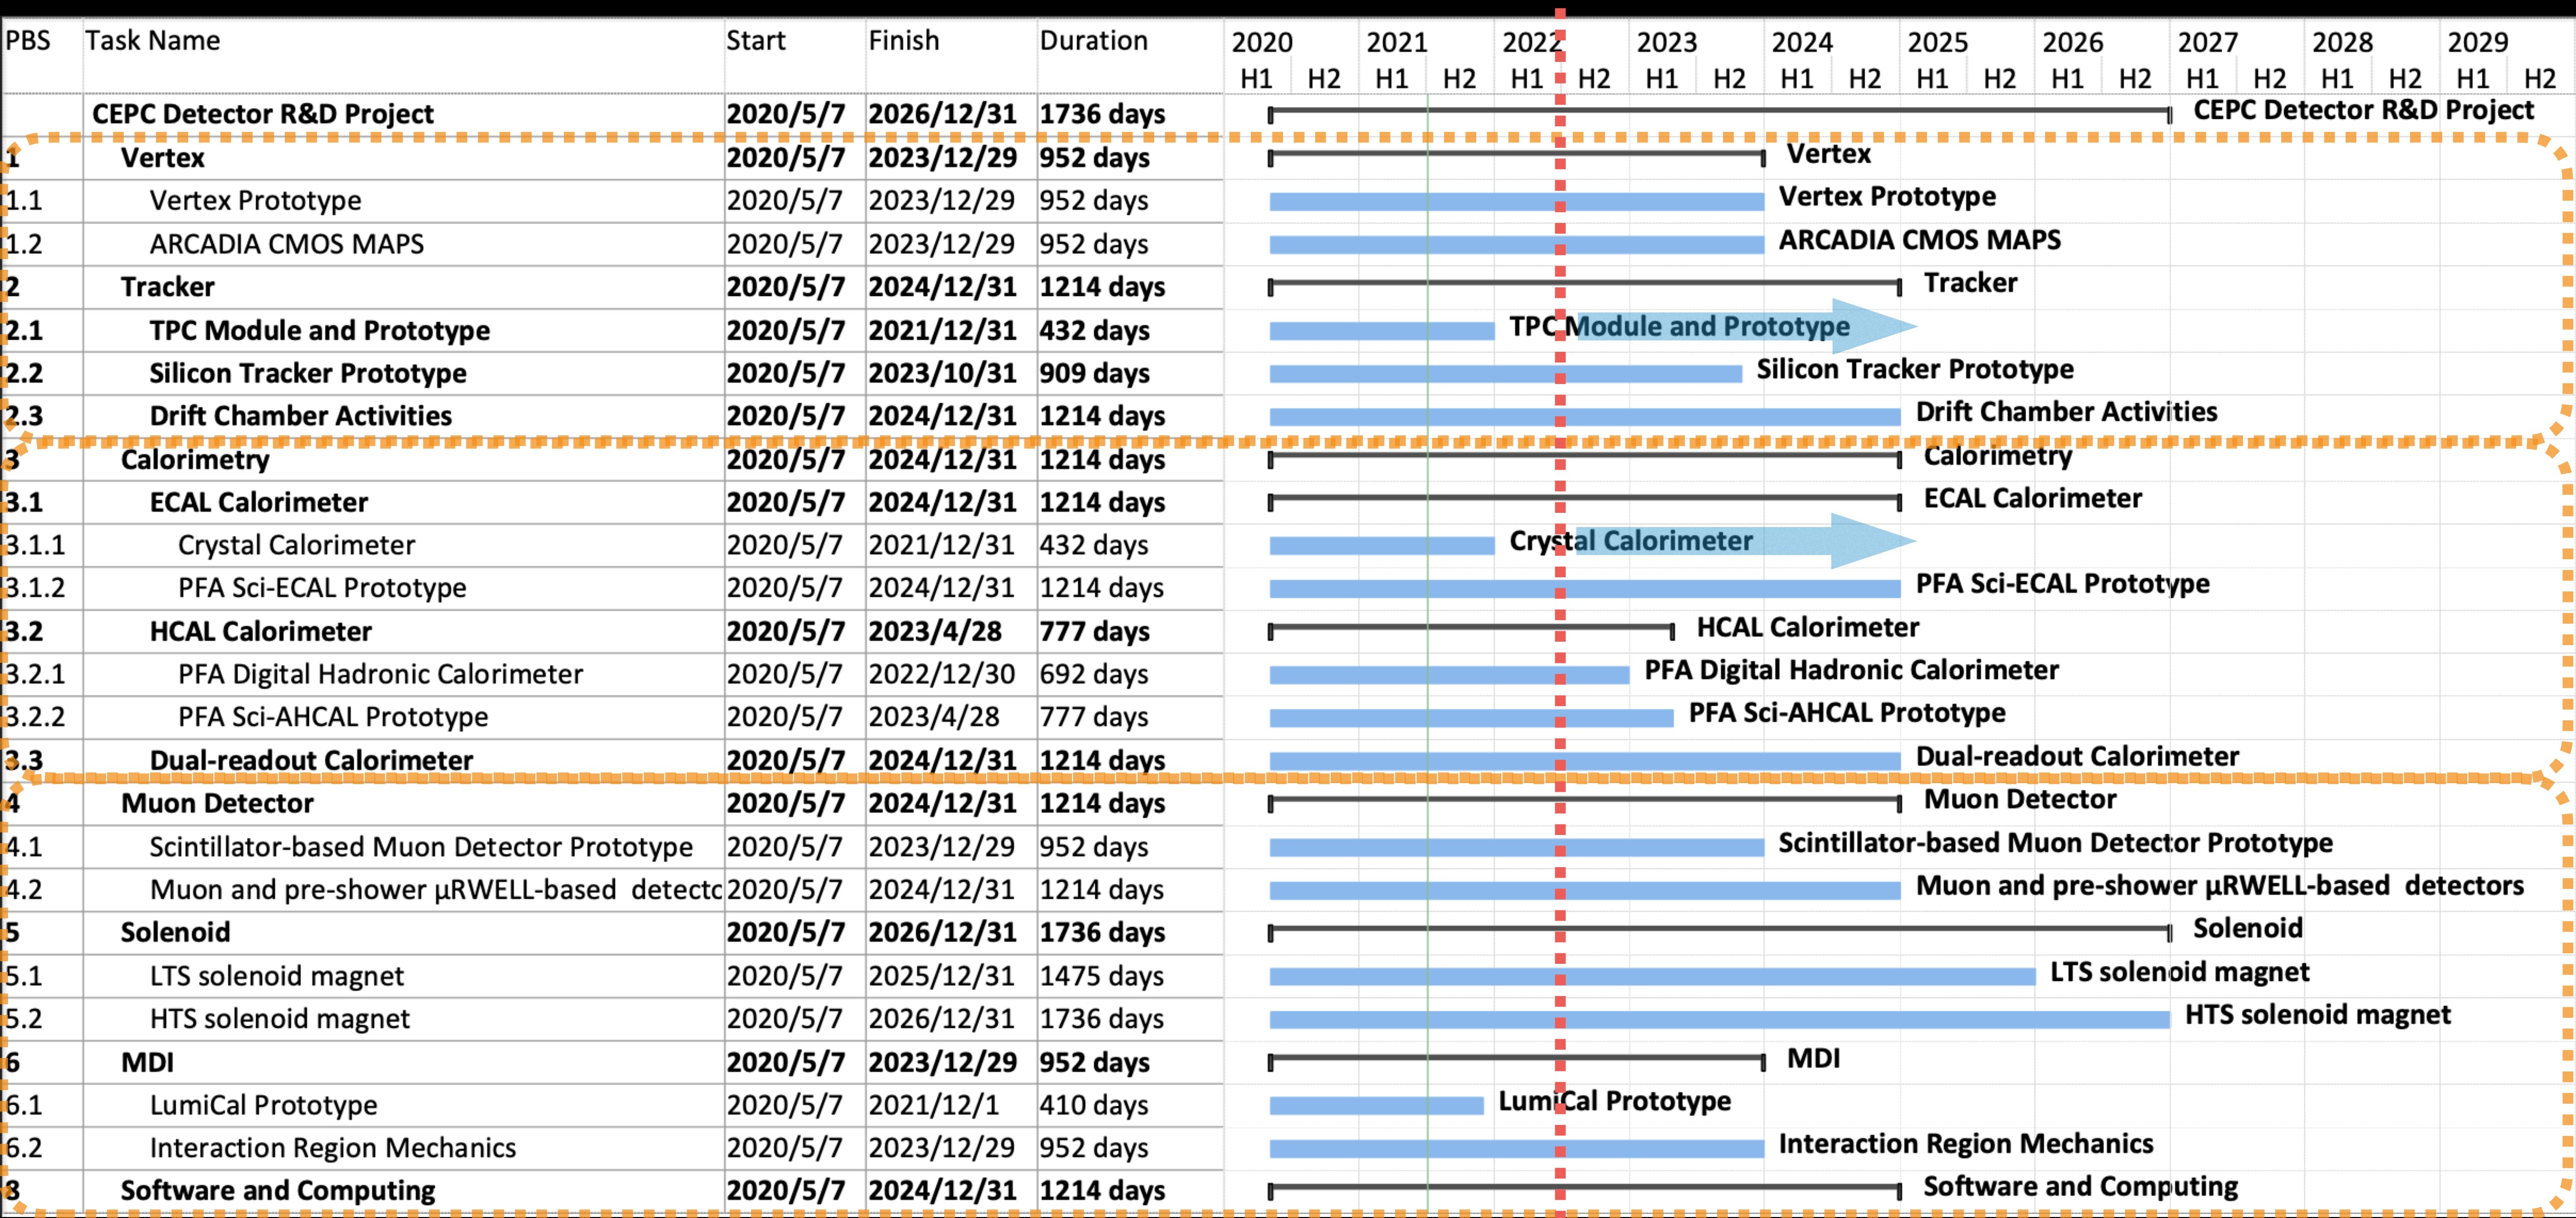 PBS Task Name Start Finish Duration 2020 2021 2022 2023 2024 2025 2026 2027 2028 2029
H1 H2 H1 H2 H1 H2 H1 H2 H1 H2 H1 H2 H1 H2 H1 H2 H1 H2 H1 H2
CEPC Detector R&D Project 2020/5/7 2026/12/31 1736 days CEPC Detector R&D Project
1 Vertex 2020/5/7 2023/12/29 952 days Vertex
1.1 Vertex Prototype 2020/5/7 2023/12/29 952 days Vertex Prototype
1.2 ARCADIA CMOS MAPS 2020/5/7 2023/12/29 952 days ARCADIA CMOS MAPS
2 Tracker 2020/5/7 2024/12/31 1214 days Tracker
2.1 TPC Module and Prototype 2020/5/7 2021/12/31 432 days TPC Module and Prototype
2.2 Silicon Tracker Prototype 2020/5/7 2023/10/31 909 days Silicon Tracker Prototype
2.3 Drift Chamber Activities 2020/5/7 2024/12/31 1214 days Drift Chamber Activities
3 Calorimetry 2020/5/7 2024/12/31 1214 days Calorimetry
3.1 ECAL Calorimeter 2020/5/7 2024/12/31 1214 days ECAL Calorimeter
3.1.1 Crystal Calorimeter 2020/5/7 2021/12/31 432 days Crystal Calorimeter
3.1.2 PFA Sci-ECAL Prototype 2020/5/7 2024/12/31 1214 days PFA Sci-ECAL Prototype
3.2 HCAL Calorimeter 2020/5/7 2023/4/28 777 days HCAL Calorimeter
3.2.1 PFA Digital Hadronic Calorimeter 2020/5/7 2022/12/30 692 days PFA Digital Hadronic Calorimeter
3.2.2 PFA Sci-AHCAL Prototype 2020/5/7 2023/4/28 777 days PFA Sci-AHCAL Prototype
3.3 Dual-readout Calorimeter 2020/5/7 2024/12/31 1214 days Dual-readout Calorimeter
4 Muon Detector 2020/5/7 2024/12/31 1214 days Muon Detector
4.1 Scintillator-based Muon Detector Prototype 2020/5/7 2023/12/29 952 days Scintillator-based Muon Detector Prototype
4.2 Muon and pre-shower μRWELL-based detectc 2020/5/7 2024/12/31 1214 days Muon and pre-shower μRWELL-based detectors
5 Solenoid 2020/5/7 2026/12/31 1736 days Solenoid
5.1 LTS solenoid magnet 2020/5/7 2025/12/31 1475 days LTS solenoid magnet
5.2 HTS solenoid magnet 2020/5/7 2026/12/31 1736 days HTS solenoid magnet
6 MDI 2020/5/7 2023/12/29 952 days MDI
6.1 LumiCal Prototype 2020/5/7 2021/12/1 410 days LumiCal Prototype
6.2 Interaction Region Mechanics 2020/5/7 2023/12/29 952 days Interaction Region Mechanics
8 Software and Computing 2020/5/7 2024/12/31 1214 days Software and Computing